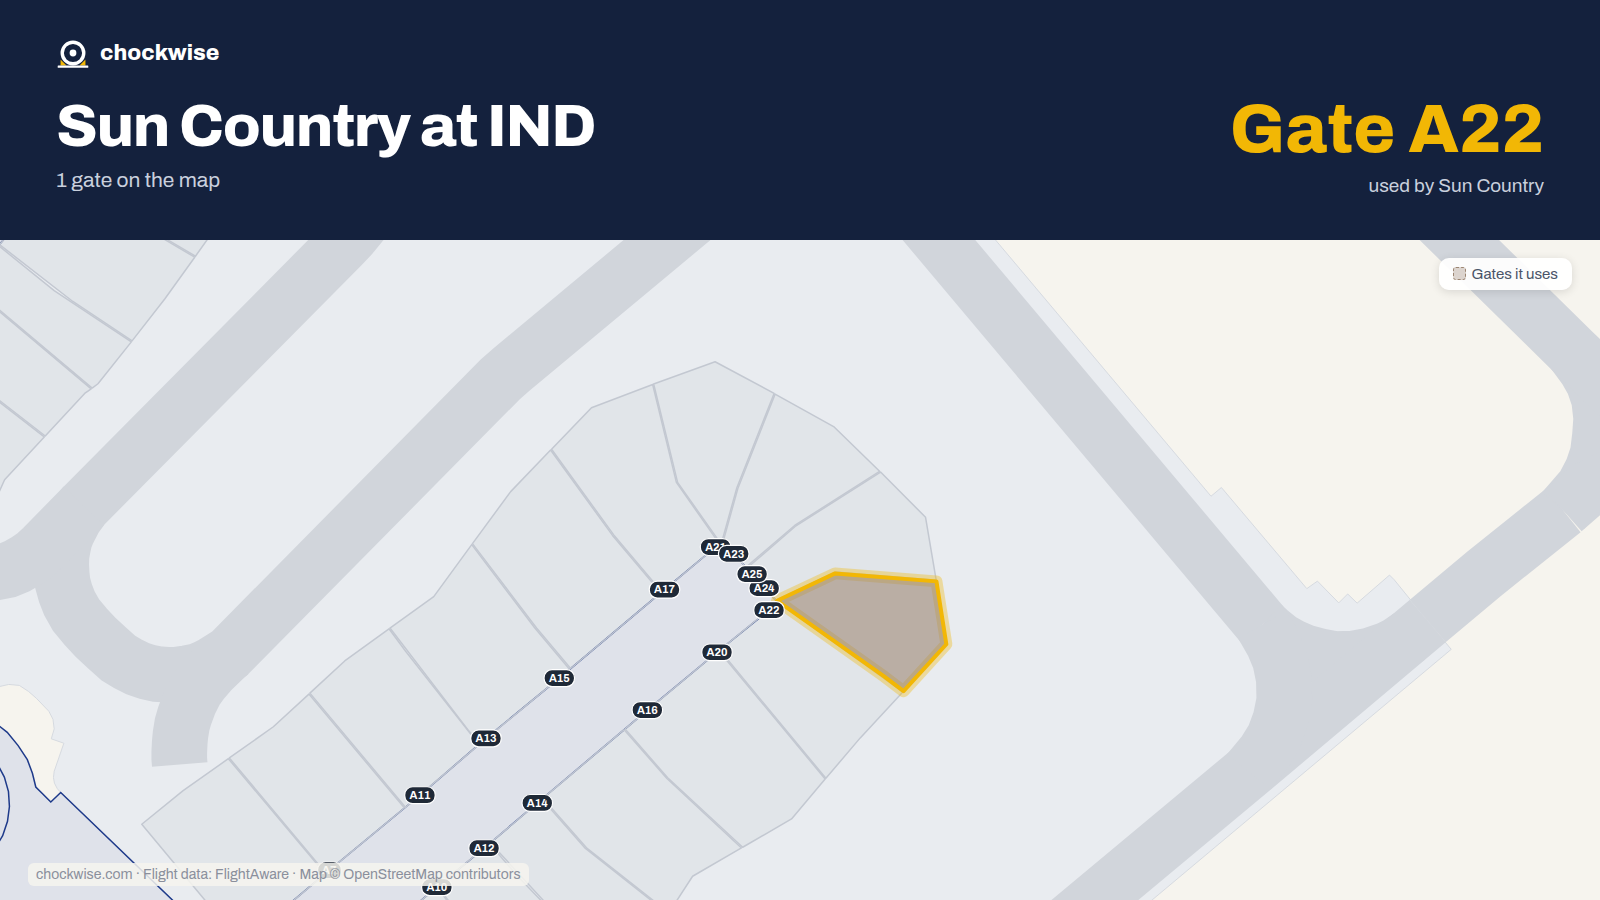 chockwise
Sun Country at IND
1 gate on the map
Gate A22
used by Sun Country
Gates it uses
A23
A25
A24
A17
A22
A20
A15
A16
A13
A11
A14
A12
A10
chockwise.com · Flight data: FlightAware · Map © OpenStreetMap contributors